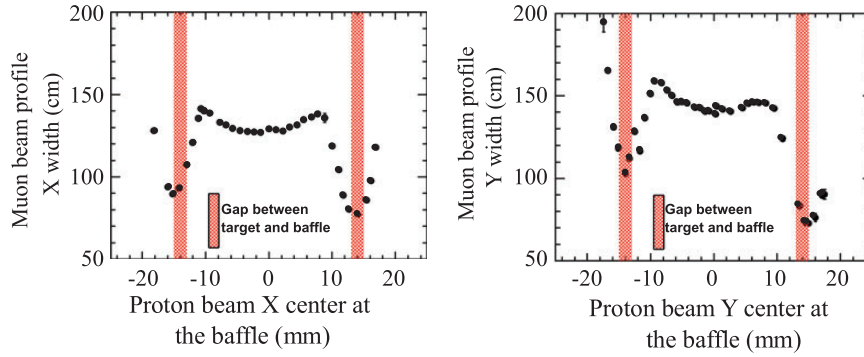 Muon beam profile
X width (cm)
200
150
100
50
Gap between
target and baffle
-20 -10 0 10 20
Proton beam X center at
the baffle (mm)
Muon beam profile
Y width (cm)
200
150
100
50
Gap between
target and baffle
-20 -10 0 10 20
Proton beam Y center at
the baffle (mm)